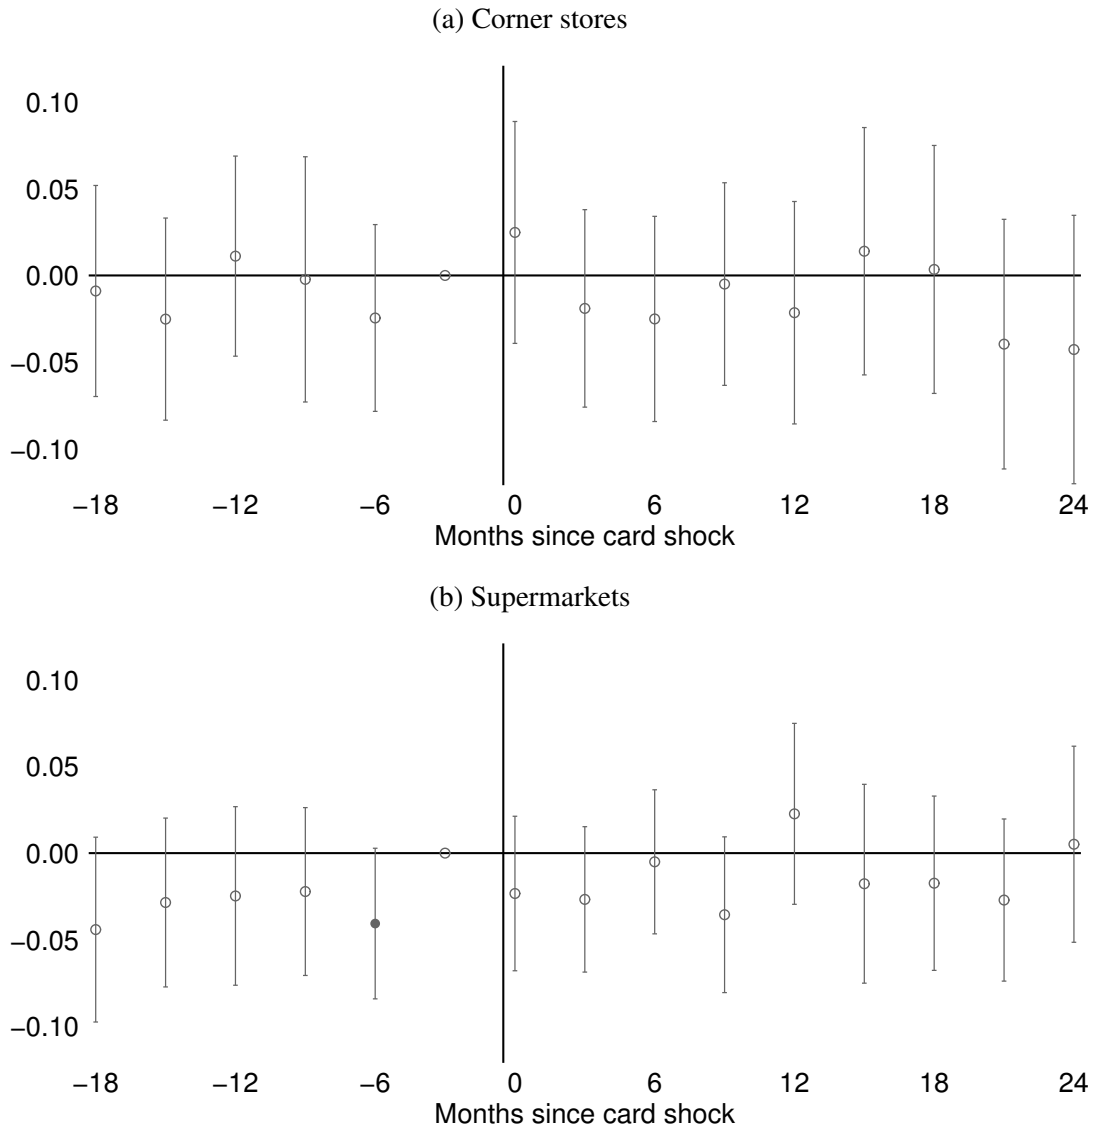 (a) Corner stores
0.10
0.05
0.00
−0.05
−0.10
−18 −12 −6 0 6 12 18 24
Months since card shock
(b) Supermarkets
0.10
0.05
0.00
−0.05
−0.10
−18 −12 −6 0 6 12 18 24
Months since card shock